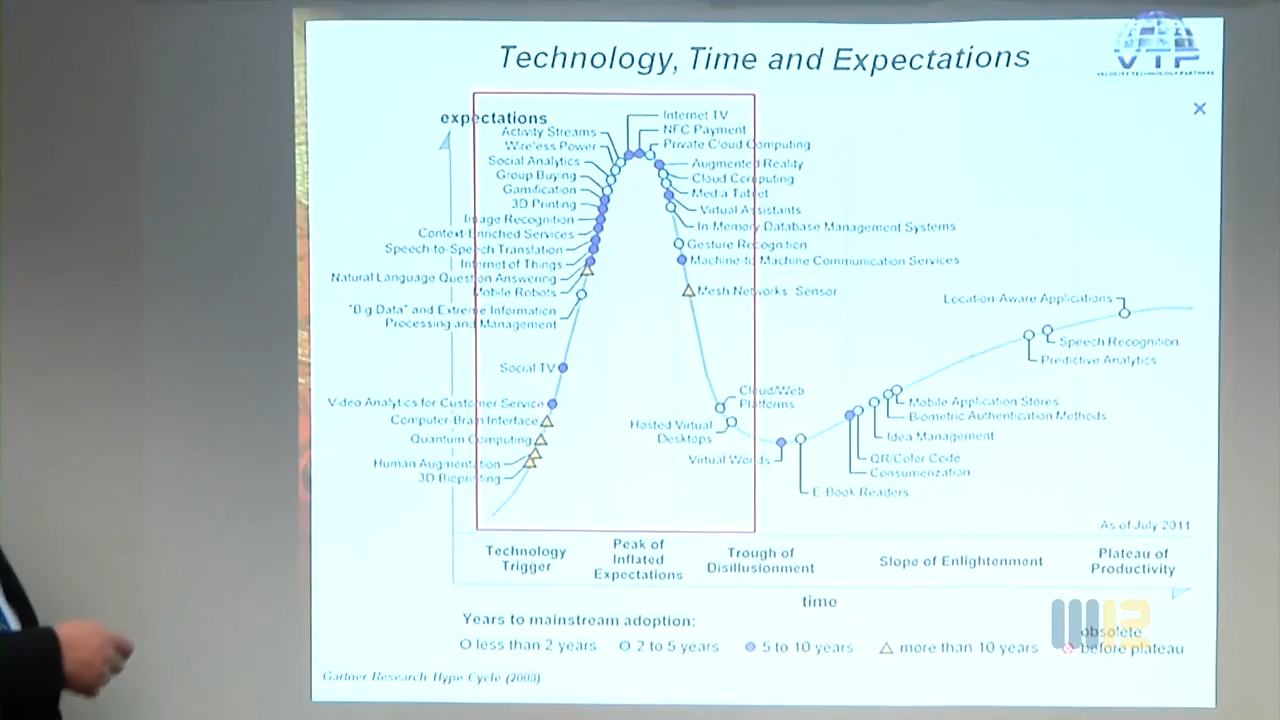 Technology, Time and Expectations
VTP
VELOCITY TECHNOLOGY PARTNERS
expectations
Activity Streams
Wireless Power
Social Analytics
Group Buying
Gamification
3D Printing
Image Recognition
Context-Enriched Services
Speech-to-Speech Translation
Internet of Things
Natural Language Question Answering
Mobile Robots
"Big Data" and Extreme Information
Processing and Management
Social TV
Video Analytics for Customer Service
Computer-Brain Interface
Quantum Computing
Human Augmentation
3D Bioprinting
Internet TV
NFC Payment
Private Cloud Computing
Augmented Reality
Cloud Computing
Media Tablet
Virtual Assistants
In-Memory Database Management Systems
Gesture Recognition
Machine-to-Machine Communication Services
Mesh Networks: Sensor
Cloud/Web
Platforms
Hosted Virtual
Desktops
Virtual Worlds
E-Book Readers
Consumerization
QR/Color Code
Idea Management
Biometric Authentication Methods
Mobile Application Stores
Predictive Analytics
Speech Recognition
Location-Aware Applications
As of July 2011
Technology
Trigger
Peak of
Inflated
Expectations
Trough of
Disillusionment
Slope of Enlightonment
Plateau of
Productivity
time
Years to mainstream adoption:
less than 2 years
2 to 5 years
5 to 10 years
more than 10 years
obsolete
before plateau
Gartner Research Hype Cycle (2008)
12